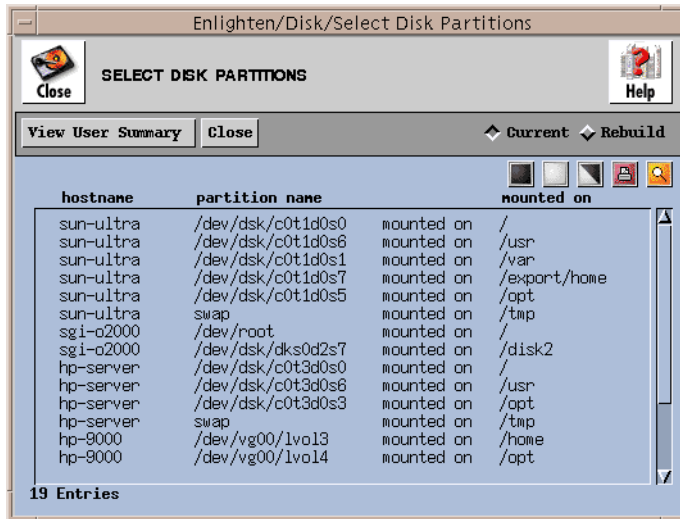 Enlighten/Disk/Select Disk Partitions
Close
SELECT DISK PARTITIONS
Help
View User Summary Close Current Rebuild
hostname partition name mounted on
sun-ultra /dev/dsk/c0t1d0s0 mounted on /
sun-ultra /dev/dsk/c0t1d0s6 mounted on /usr
sun-ultra /dev/dsk/c0t1d0s1 mounted on /var
sun-ultra /dev/dsk/c0t1d0s7 mounted on /export/home
sun-ultra /dev/dsk/c0t1d0s5 mounted on /opt
sun-ultra swap mounted on /tmp
sgi-o2000 /dev/root mounted on /
sgi-o2000 /dev/dsk/dks0d2s7 mounted on /disk2
hp-server /dev/dsk/c0t3d0s0 mounted on /
hp-server /dev/dsk/c0t3d0s6 mounted on /usr
hp-server /dev/dsk/c0t3d0s3 mounted on /opt
hp-server swap mounted on /tmp
hp-9000 /dev/vg00/lvol3 mounted on /home
hp-9000 /dev/vg00/lvol4 mounted on /opt
19 Entries